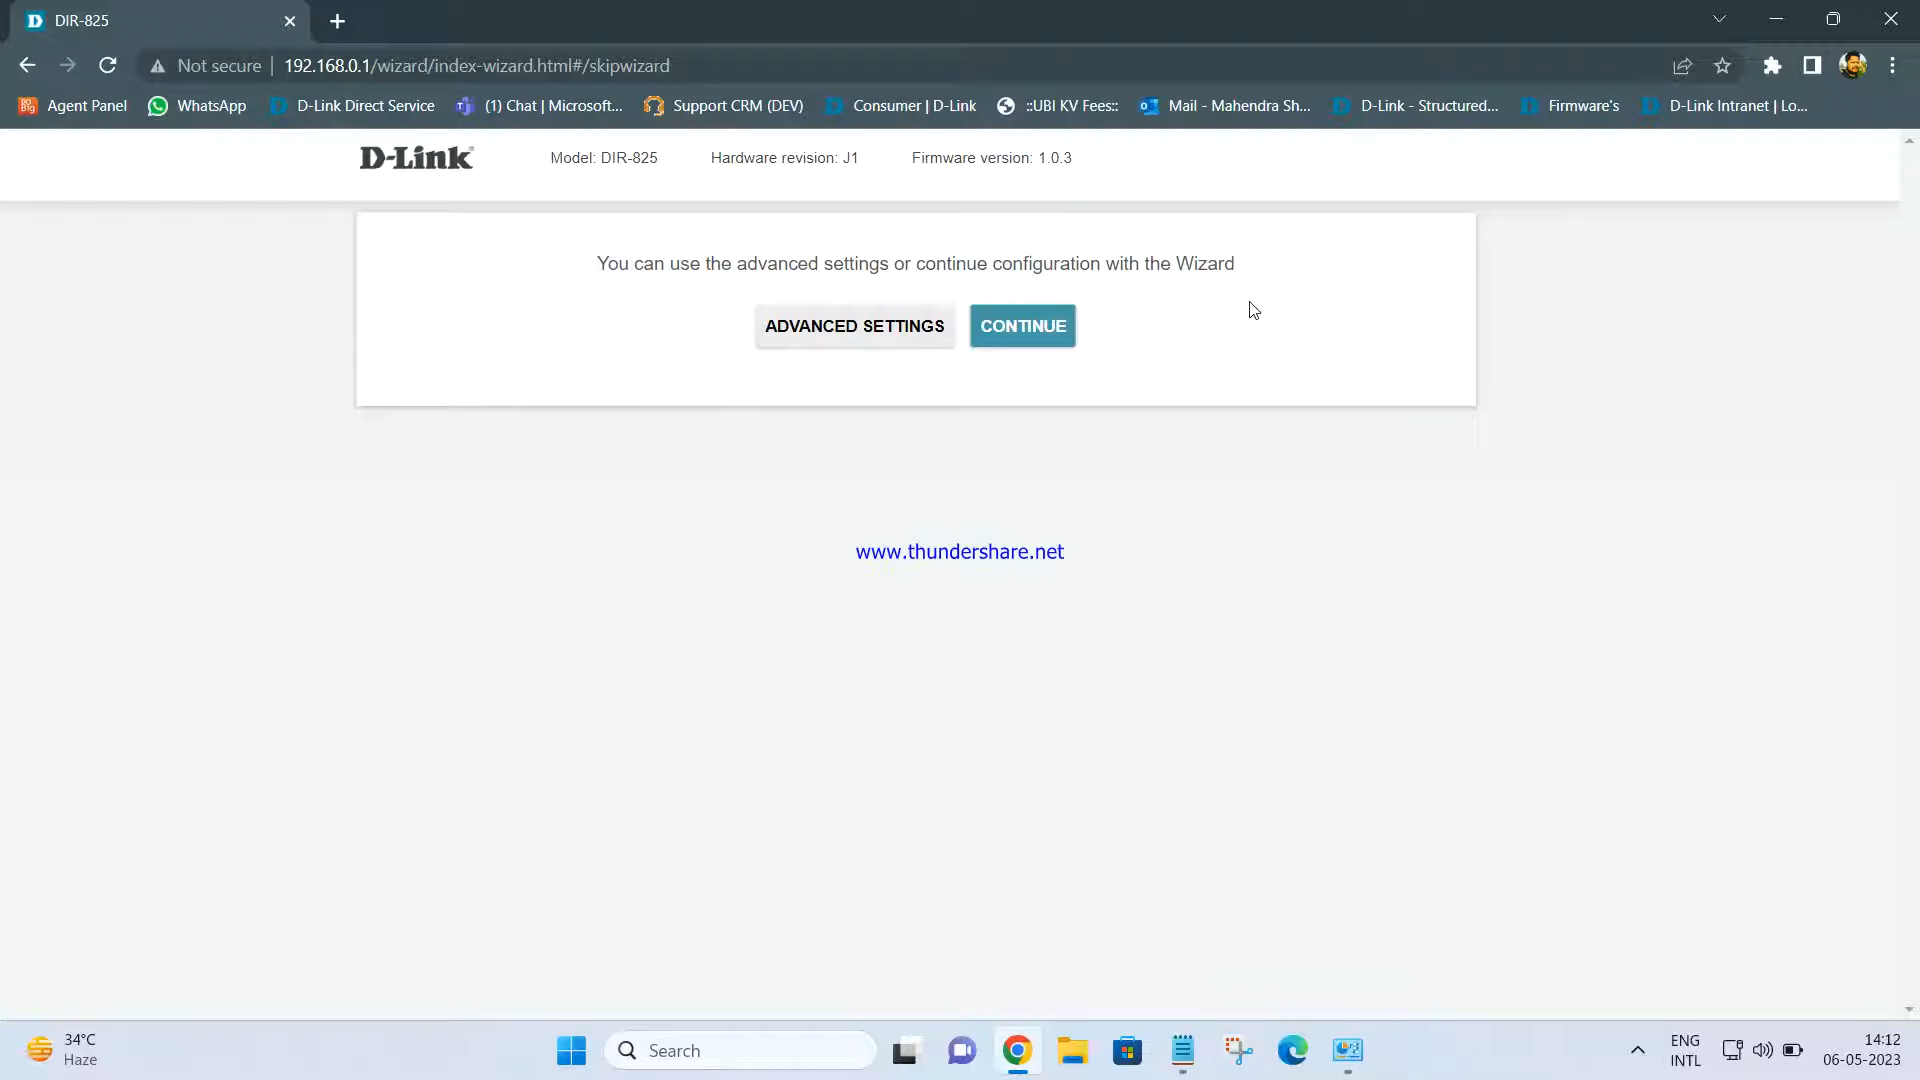 DIR-825
Not secure
192.168.0.1/wizard/index-wizard.html#/skipwizard
Agent Panel
WhatsApp
D-Link Direct Service
(1) Chat | Microsoft...
Support CRM (DEV)
Consumer | D-Link
::UBI KV Fees::
Mail - Mahendra Sh...
D-Link - Structured...
Firmware's
D-Link Intranet | Lo...
D-Link
Model: DIR-825
Hardware revision: J1
Firmware version: 1.0.3
You can use the advanced settings or continue configuration with the Wizard
ADVANCED SETTINGS
CONTINUE
www.thundershare.net
34°C
Haze
Search
ENG
INTL
14:12
06-05-2023